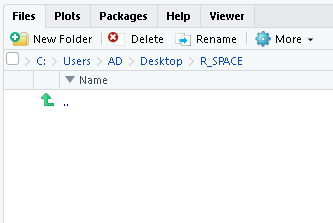 Files Plots Packages Help Viewer
New Folder Delete Rename More
C: Users AD Desktop R_SPACE
Name
..